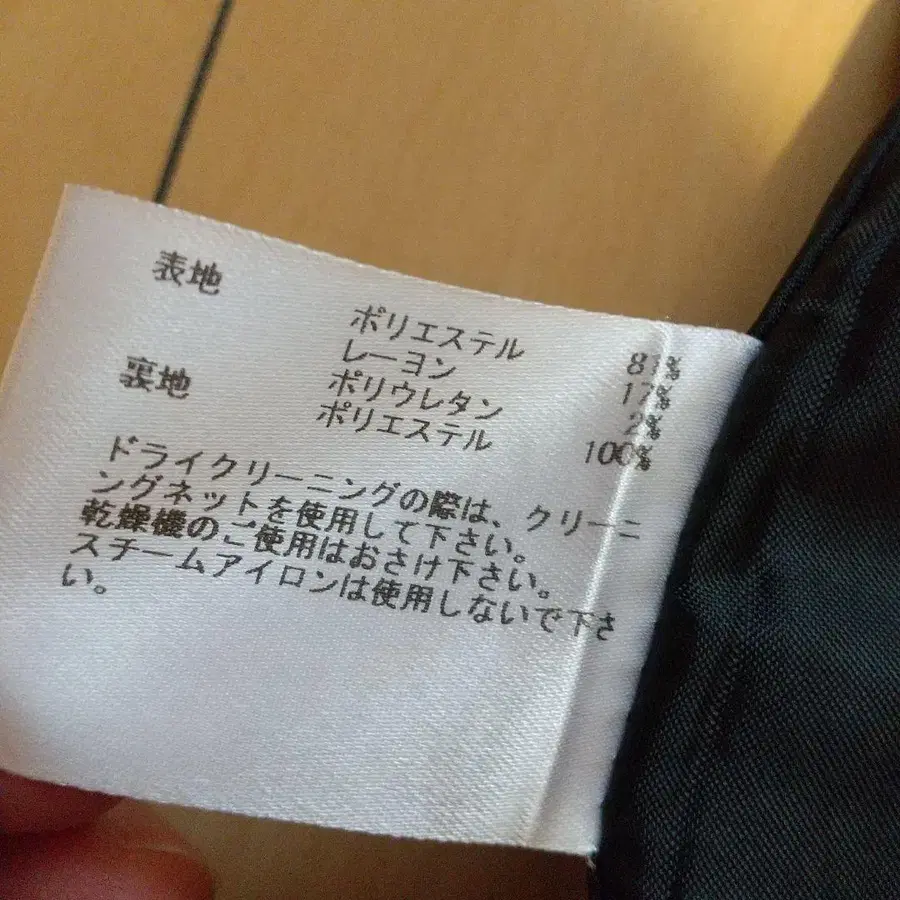 表地
ポリエステル 81%
レーヨン 17%
ポリウレタン 2%
裏地 ポリエステル 100%
ドライクリーニングの際は、クリーニ
ングネットを使用して下さい。
乾燥機のご使用はおさけ下さい。
スチームアイロンは使用しないで下さ
い。